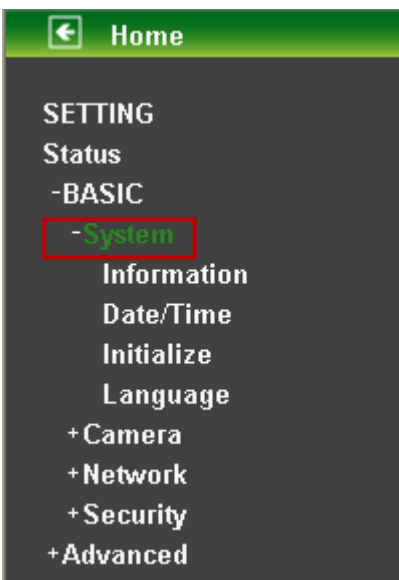 Home
SETTING
Status
-BASIC
-System
Information
Date/Time
Initialize
Language
+Camera
+Network
+Security
+Advanced